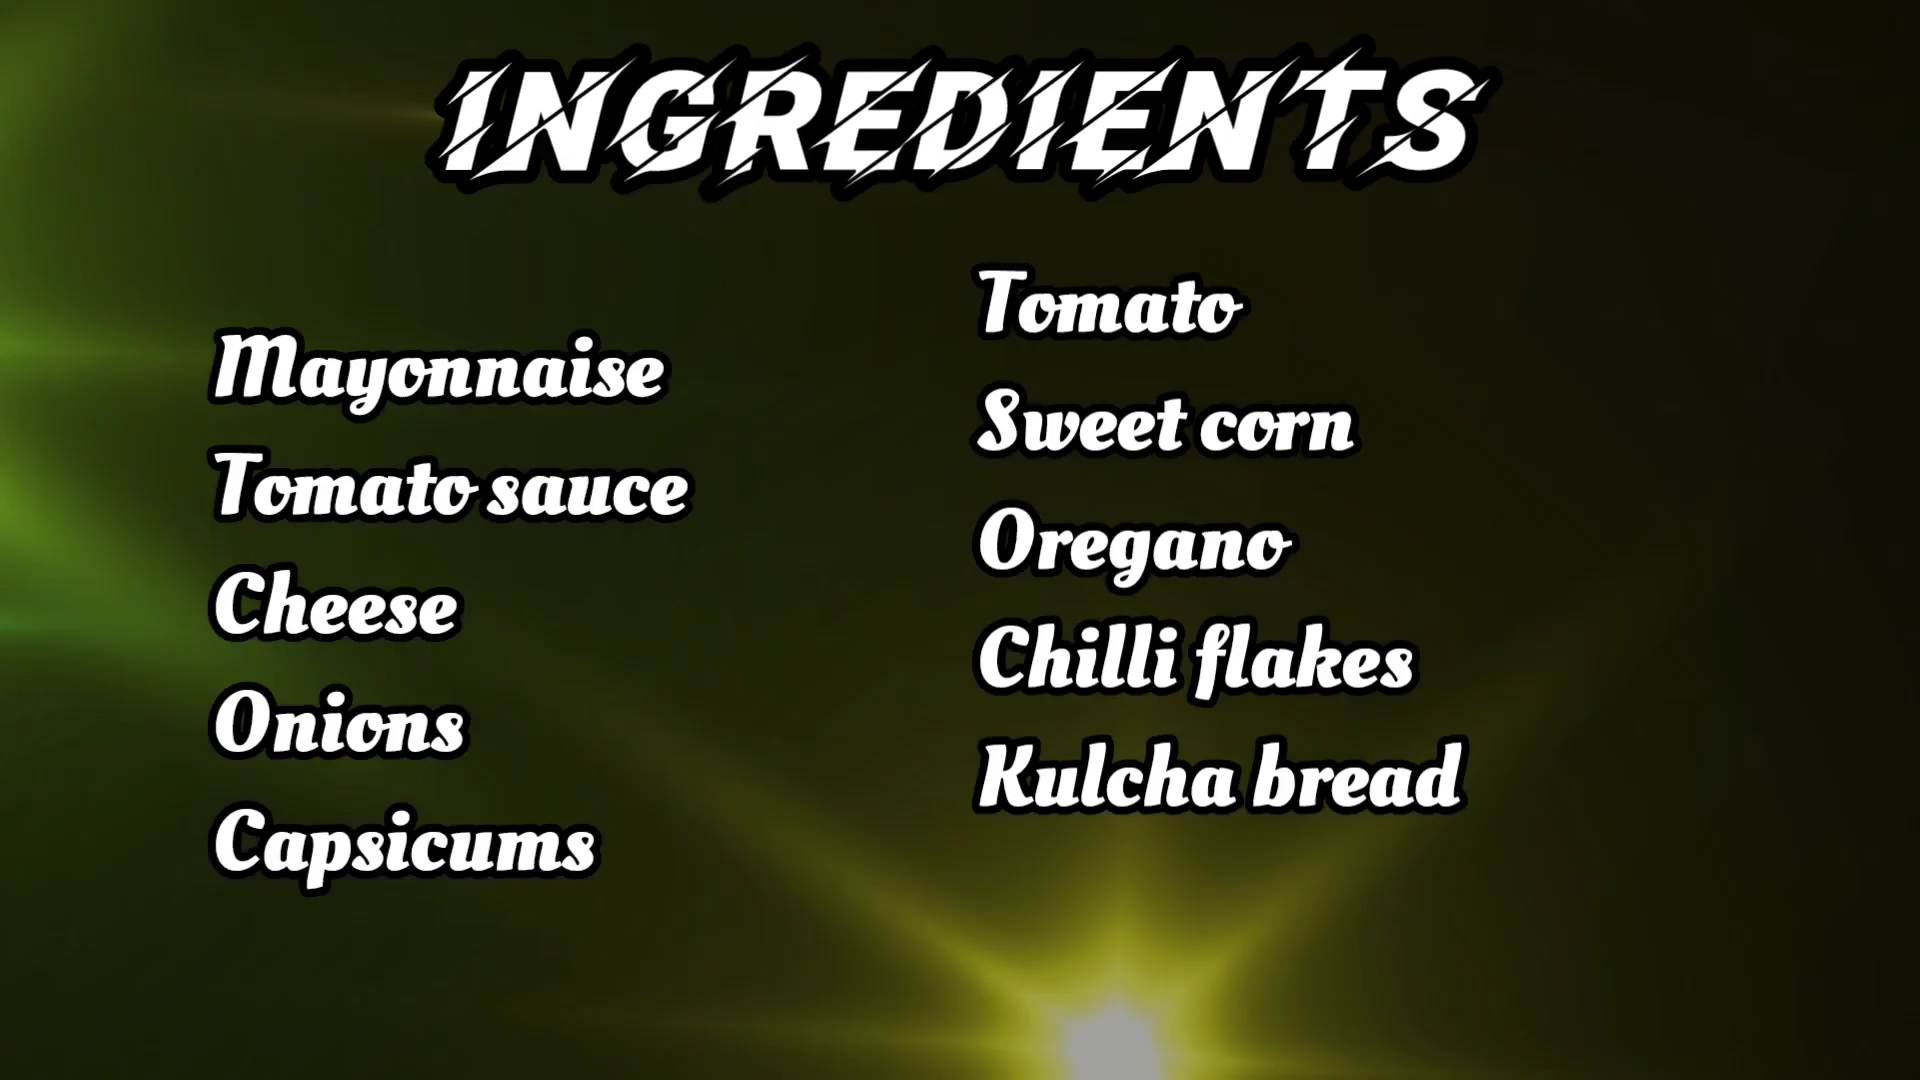 INGREDIENTS
Mayonnaise
Tomato sauce
Cheese
Onions
Capsicums
Tomato
Sweet corn
Oregano
Chilli flakes
Kulcha bread